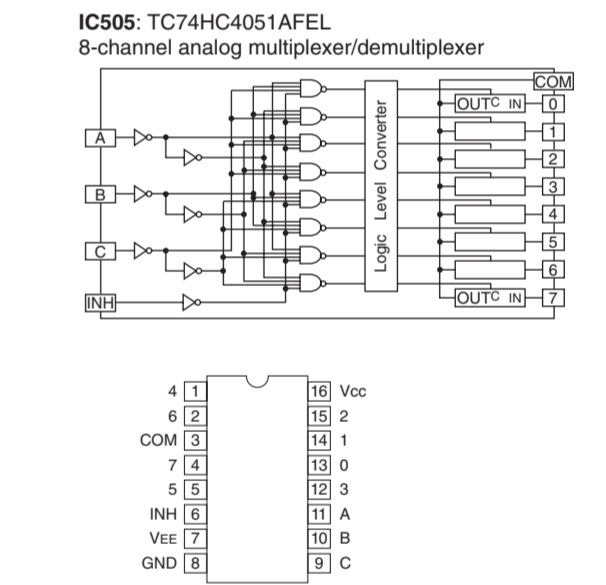 IC505: TC74HC4051AFEL
8-channel analog multiplexer/demultiplexer
COM
OUTC IN 0
A
1
2
B
3
4
C
5
6
INH
OUTC IN 7
Logic Level Converter
4 1 16 Vcc
6 2 15 2
COM 3 14 1
7 4 13 0
5 5 12 3
INH 6 11 A
VEE 7 10 B
GND 8 9 C